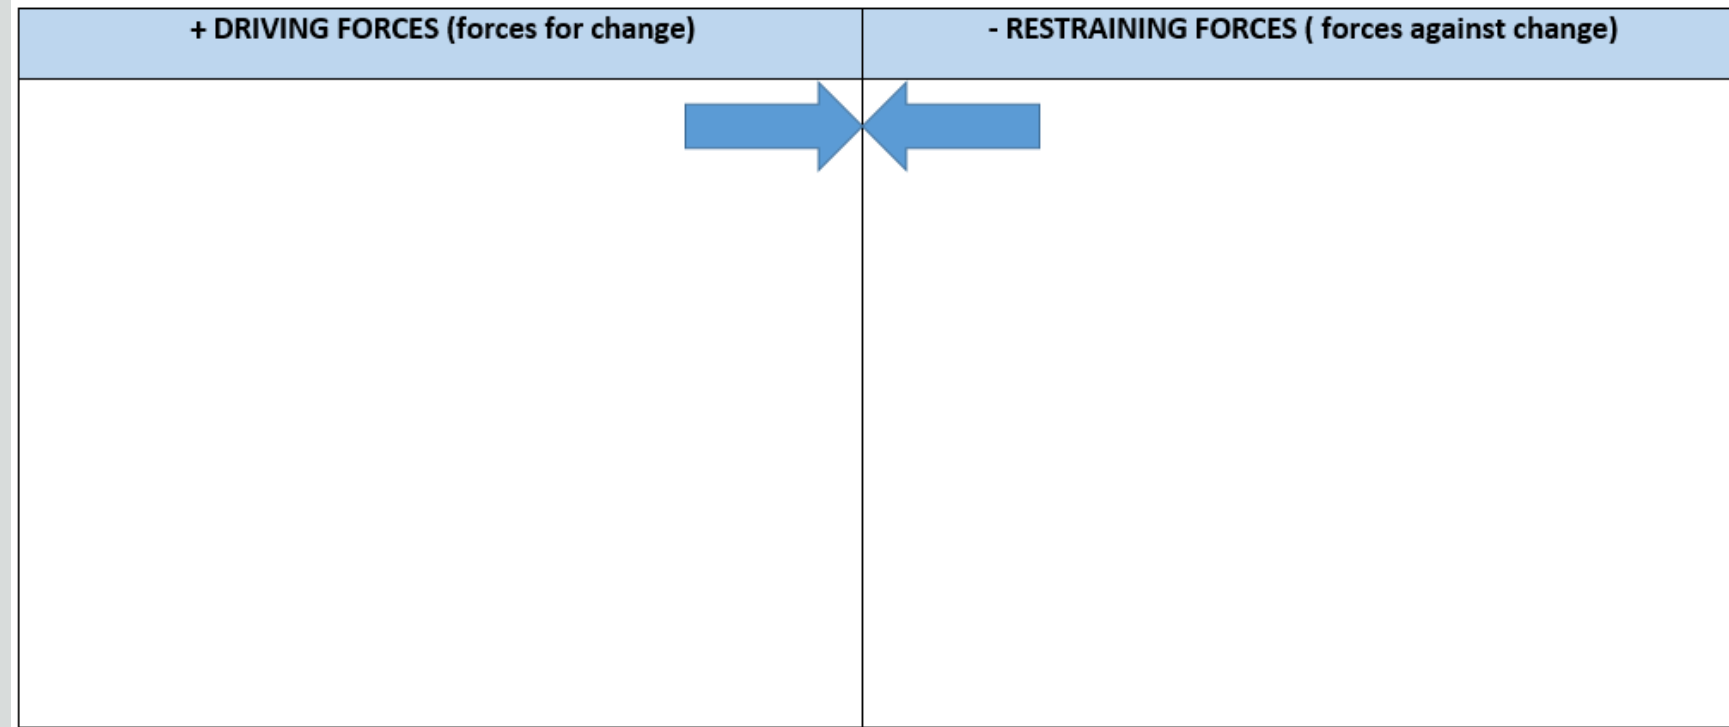 + DRIVING FORCES (forces for change)
- RESTRAINING FORCES ( forces against change)